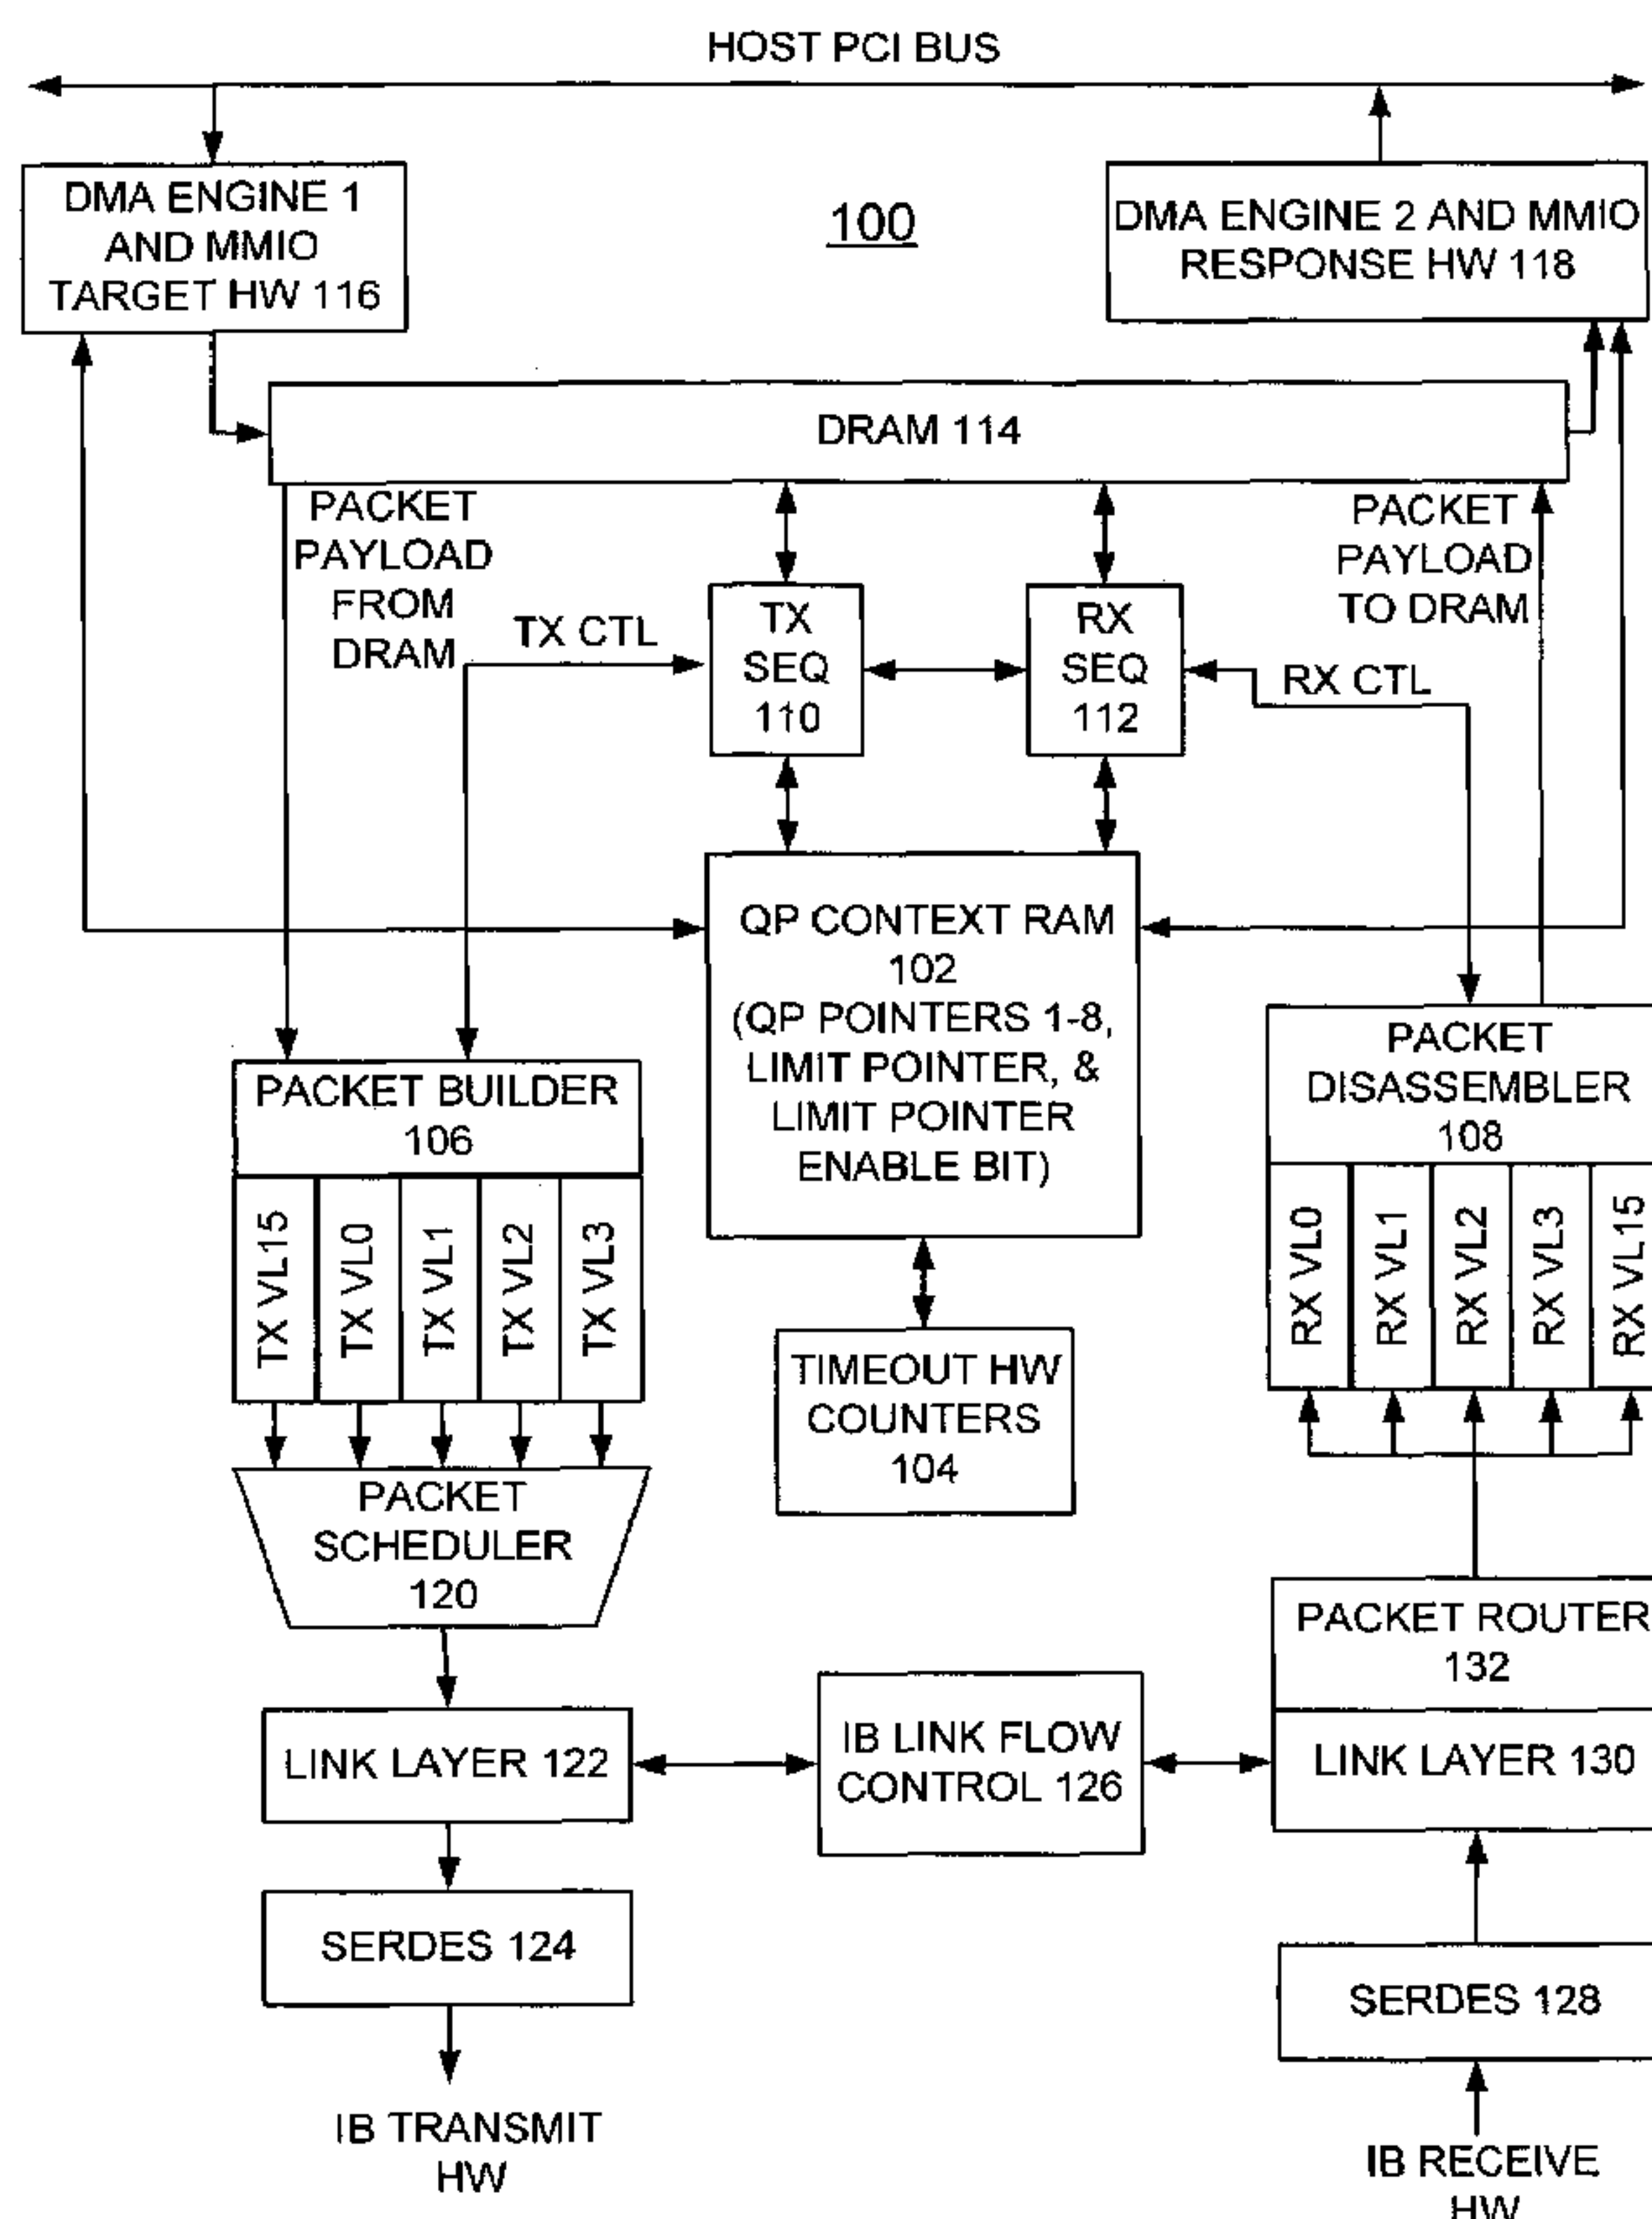 HOST PCI BUS
DMA ENGINE 1
AND MMIO
TARGET HW 116
100
DMA ENGINE 2 AND MMIO
RESPONSE HW 118
DRAM 114
PACKET
PAYLOAD
FROM
DRAM
TX CTL
TX
SEQ
110
RX
SEQ
112
RX CTL
PACKET
PAYLOAD
TO DRAM
QP CONTEXT RAM
102
(QP POINTERS 1-8,
LIMIT POINTER, &
LIMIT POINTER
ENABLE BIT)
PACKET BUILDER
106
TX VL15
TX VL0
TX VL1
TX VL2
TX VL3
PACKET
DISASSEMBLER
108
RX VL0
RX VL1
RX VL2
RX VL3
RX VL15
TIMEOUT HW
COUNTERS
104
PACKET
SCHEDULER
120
PACKET ROUTER
132
LINK LAYER 122
IB LINK FLOW
CONTROL 126
LINK LAYER 130
SERDES 124
SERDES 128
IB TRANSMIT
HW
IB RECEIVE
HW